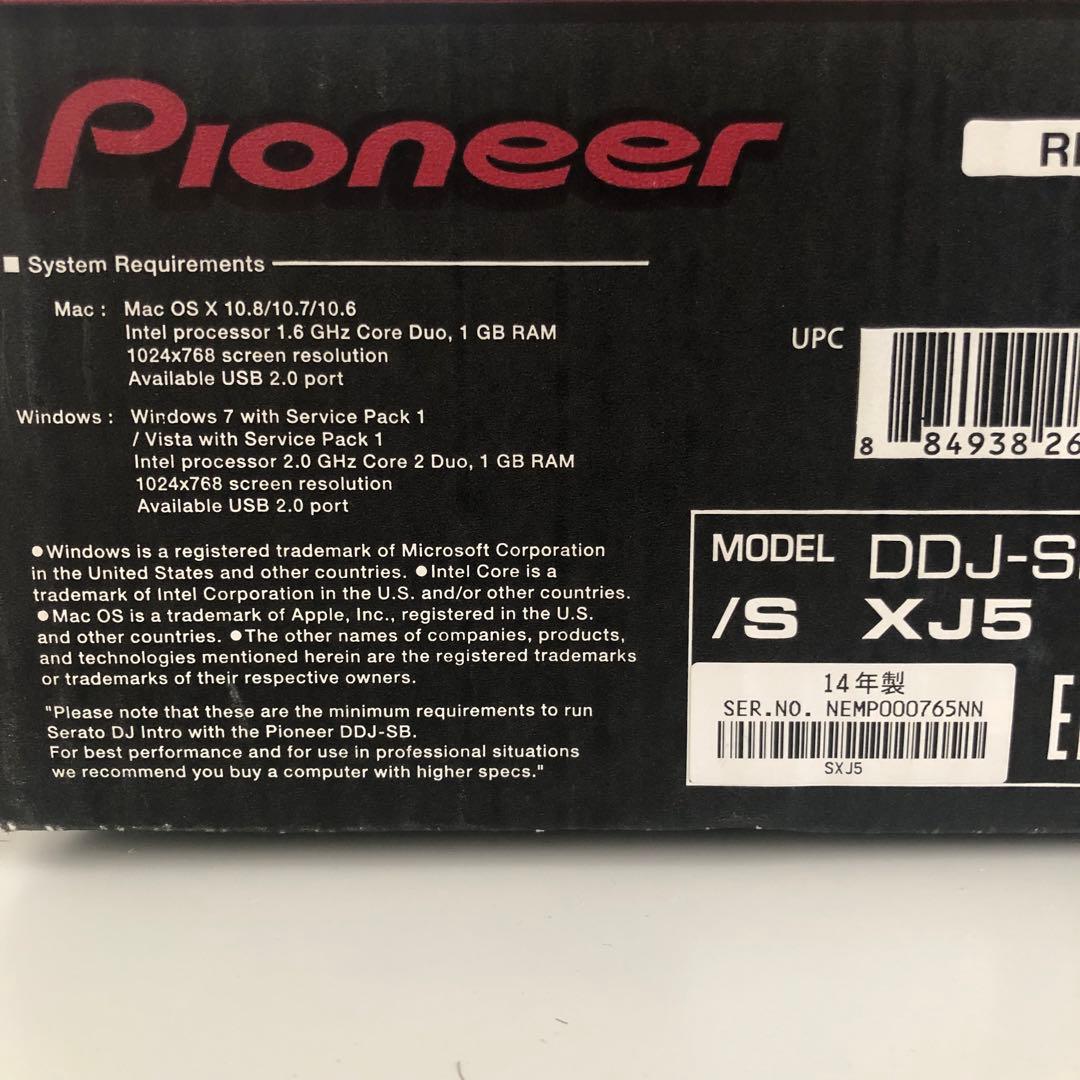 Pioneer
■ System Requirements
Mac : Mac OS X 10.8/10.7/10.6
Intel processor 1.6 GHz Core Duo, 1 GB RAM
1024x768 screen resolution
Available USB 2.0 port
Windows : Windows 7 with Service Pack 1
/ Vista with Service Pack 1
Intel processor 2.0 GHz Core 2 Duo, 1 GB RAM
1024x768 screen resolution
Available USB 2.0 port
●Windows is a registered trademark of Microsoft Corporation
in the United States and other countries. ●Intel Core is a
trademark of Intel Corporation in the U.S. and/or other countries.
●Mac OS is a trademark of Apple, Inc., registered in the U.S.
and other countries. ●The other names of companies, products,
and technologies mentioned herein are the registered trademarks
or trademarks of their respective owners.
"Please note that these are the minimum requirements to run
Serato DJ Intro with the Pioneer DDJ-SB.
For best performance and for use in professional situations
we recommend you buy a computer with higher specs."
UPC
8 84938 26
MODEL DDJ-S
/S XJ5
14年製
SER.NO. NEMP000765NN
SXJ5